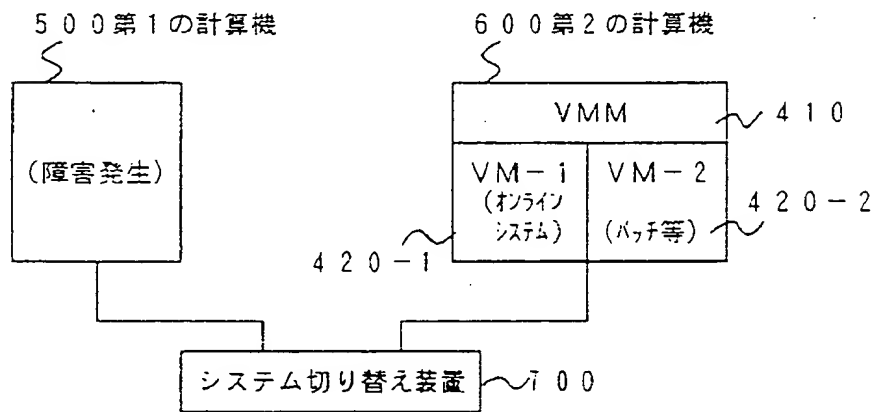 500第1の計算機
600第2の計算機
VMM
410
(障害発生)
VM-1
(オンライン
システム)
VM-2
(バッチ等)
420-2
420-1
システム切り替え装置
700